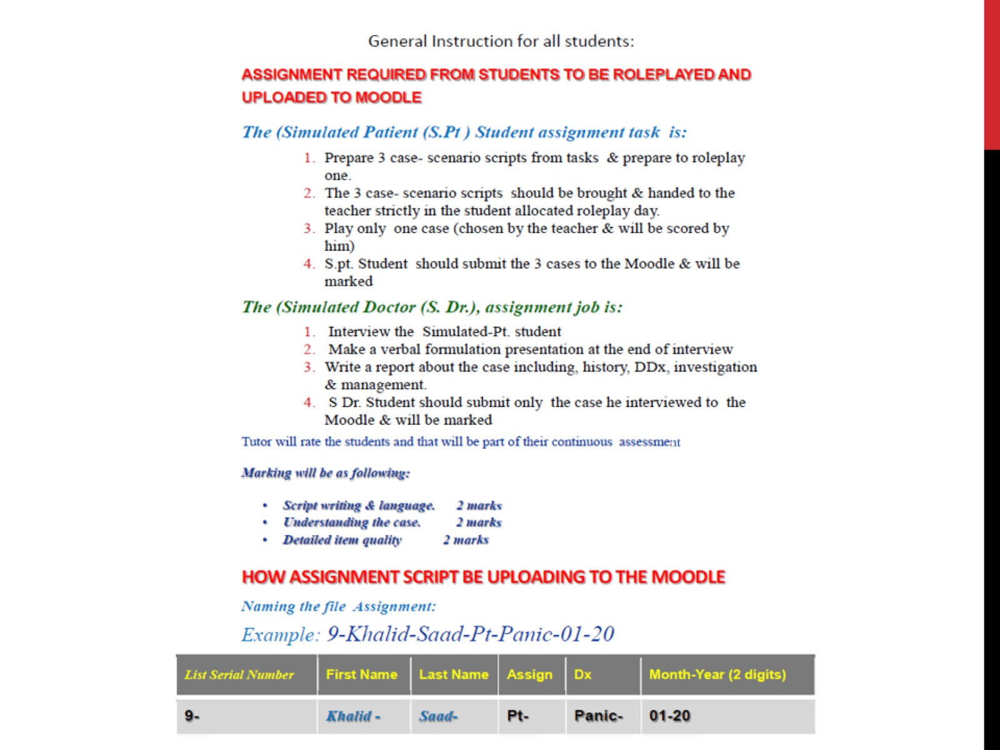 General Instruction for all students:
ASSIGNMENT REQUIRED FROM STUDENTS TO BE ROLEPLAYED AND
UPLOADED TO MOODLE
The (Simulated Patient (S.Pt ) Student assignment task is:
1. Prepare 3 case- scenario scripts from tasks & prepare to roleplay
one.
2. The 3 case- scenario scripts should be brought & handed to the
teacher strictly in the student allocated roleplay day.
3. Play only one case (chosen by the teacher & will be scored by
him)
4. S.pt. Student should submit the 3 cases to the Moodle & will be
marked
The (Simulated Doctor (S. Dr.), assignment job is:
1. Interview the Simulated-Pt. student
2. Make a verbal formulation presentation at the end of interview
3. Write a report about the case including, history, DDx, investigation
& management.
4. S Dr. Student should submit only the case he interviewed to the
Moodle & will be marked
Tutor will rate the students and that will be part of their continuous assessment
Marking will be as following:
• Script writing & language. 2 marks
• Understanding the case. 2 marks
• Detailed item quality 2 marks
HOW ASSIGNMENT SCRIPT BE UPLOADING TO THE MOODLE
Naming the file Assignment:
Example: 9-Khalid-Saad-Pt-Panic-01-20
List Serial Number First Name Last Name Assign Dx Month-Year (2 digits)
9- Khalid - Saad- Pt- Panic- 01-20